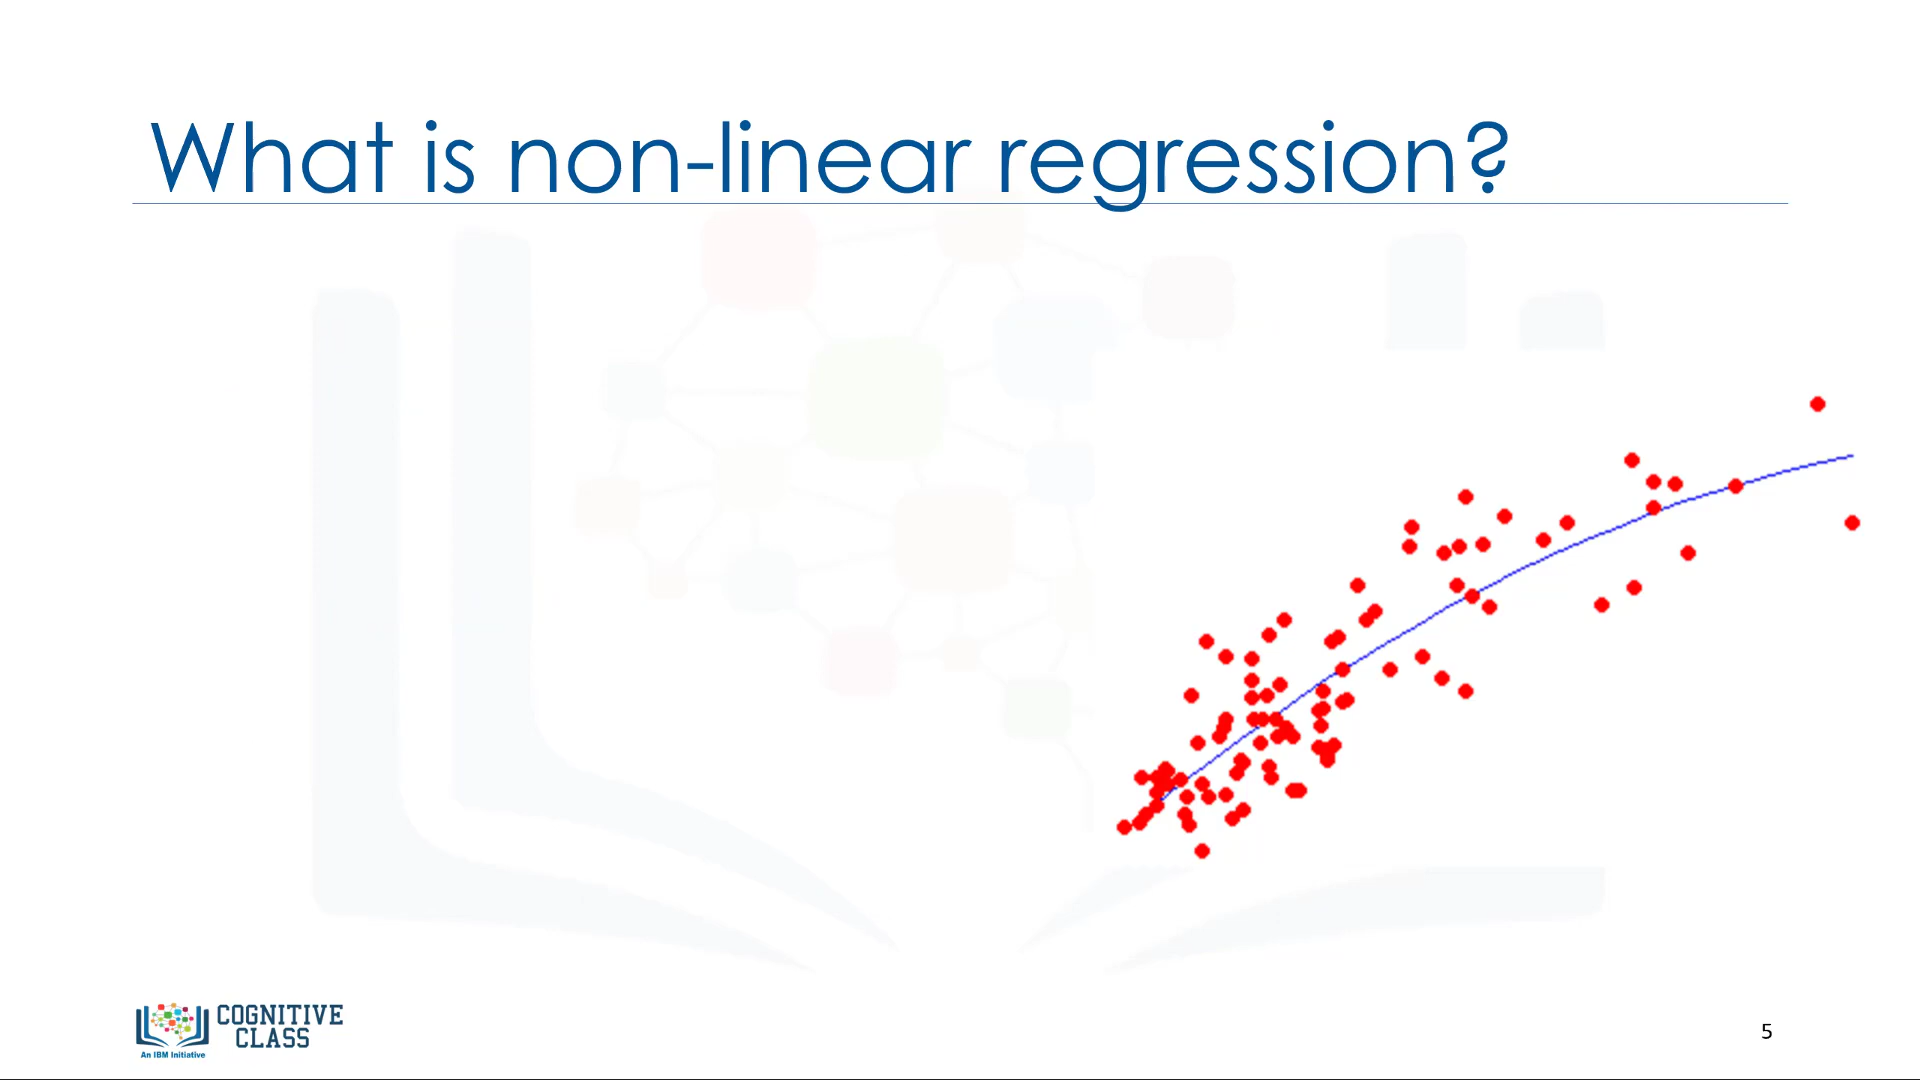 What is non-linear regression?
COGNITIVE
CLASS
An IBM Initiative
5